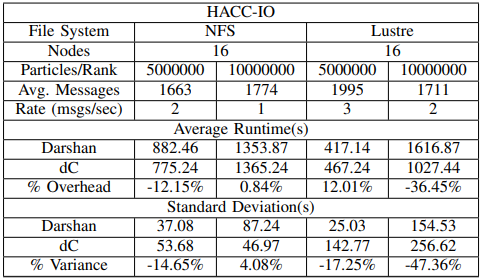 HACC-IO
File System NFS Lustre
Nodes 16 16
Particles/Rank 5000000 10000000 5000000 10000000
Avg. Messages 1663 1774 1995 1711
Rate (msgs/sec) 2 1 3 2
Average Runtime(s)
Darshan 882.46 1353.87 417.14 1616.87
dC 775.24 1365.24 467.24 1027.44
% Overhead -12.15% 0.84% 12.01% -36.45%
Standard Deviation(s)
Darshan 37.08 87.24 25.03 154.53
dC 53.68 46.97 142.77 256.62
% Variance -14.65% 4.08% -17.25% -47.36%